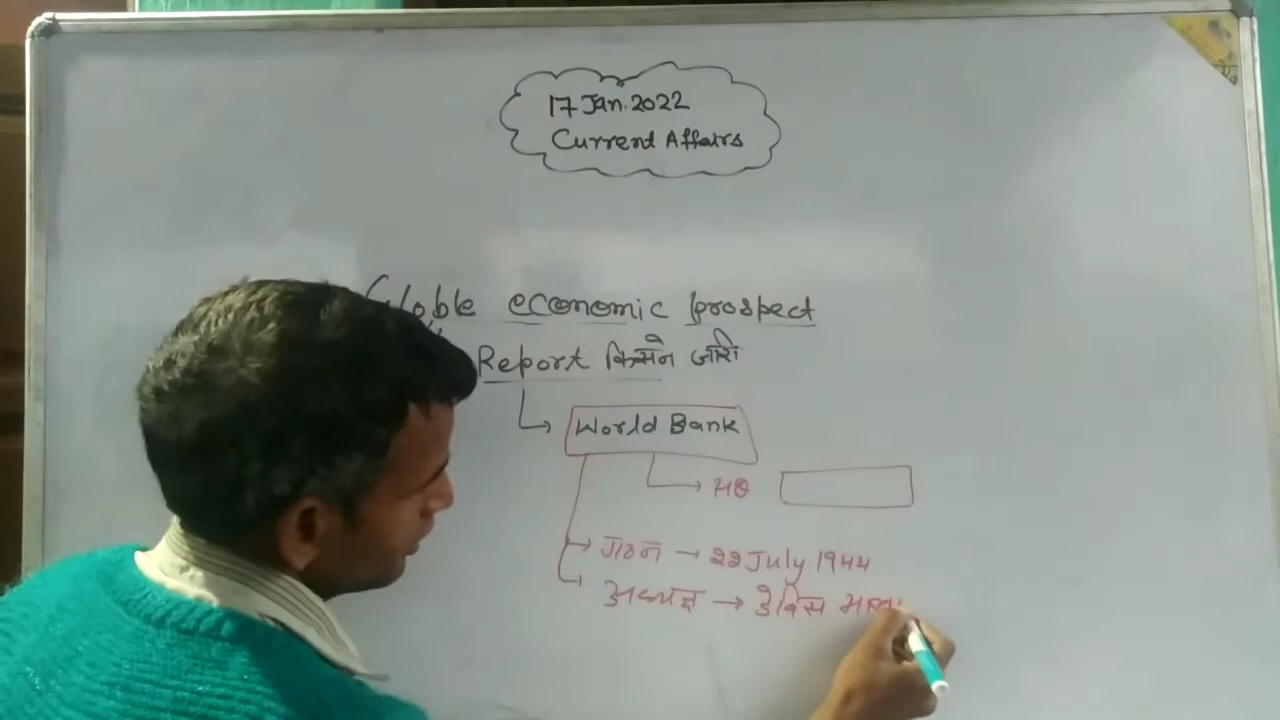 17 Jan. 2022
Current Affairs
Globle economic prospect
Report किसने जारी
World Bank
HQ
गठन → 22 July 1944
अध्यक्ष → डेविस